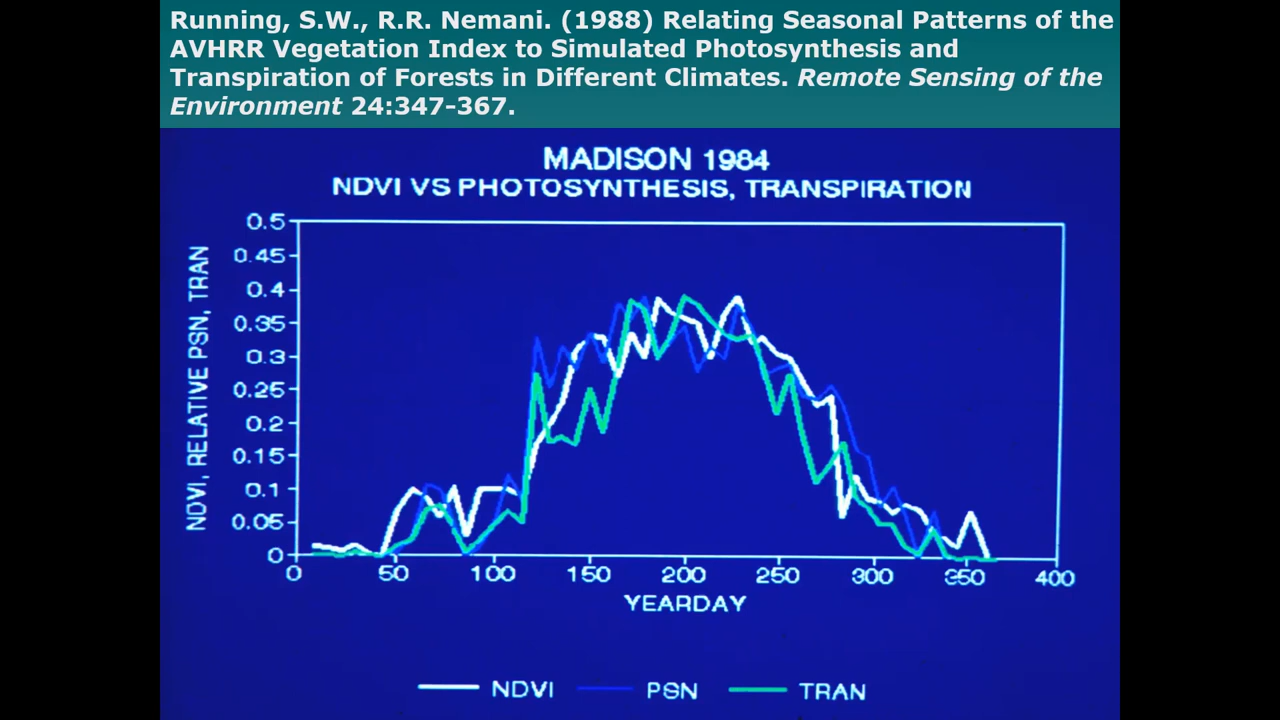 Running, S.W., R.R. Nemani. (1988) Relating Seasonal Patterns of the
AVHRR Vegetation Index to Simulated Photosynthesis and
Transpiration of Forests in Different Climates. Remote Sensing of the
Environment 24:347-367.
MADISON 1984
NDVI VS PHOTOSYNTHESIS, TRANSPIRATION
NDVI, RELATIVE PSN, TRAN
0.5
0.45
0.4
0.35
0.3
0.25
0.2
0.15
0.1
0.05
0
0 50 100 150 200 250 300 350 400
YEARDAY
NDVI PSN TRAN